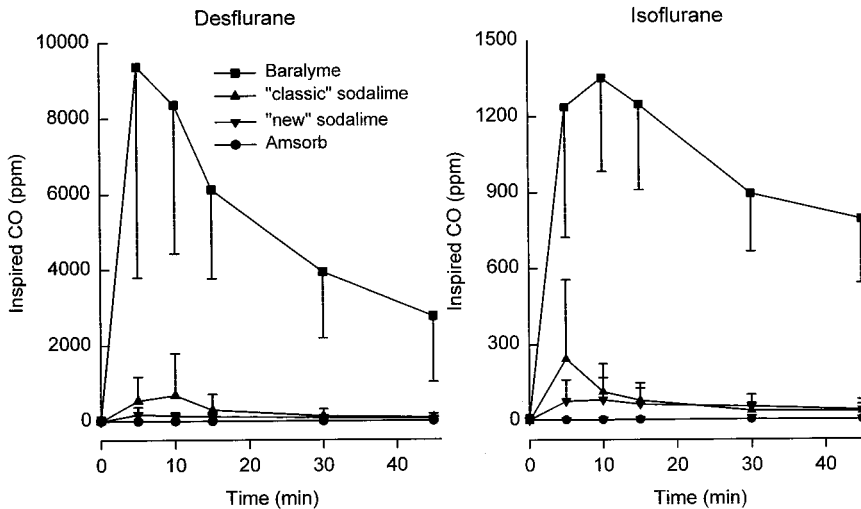 Desflurane
Inspired CO (ppm)
10000
8000
6000
4000
2000
0
Baralyme
"classic" sodalime
"new" sodalime
Amsorb
0 10 20 30 40
Time (min)
Isoflurane
Inspired CO (ppm)
1500
1200
900
600
300
0
0 10 20 30 40
Time (min)